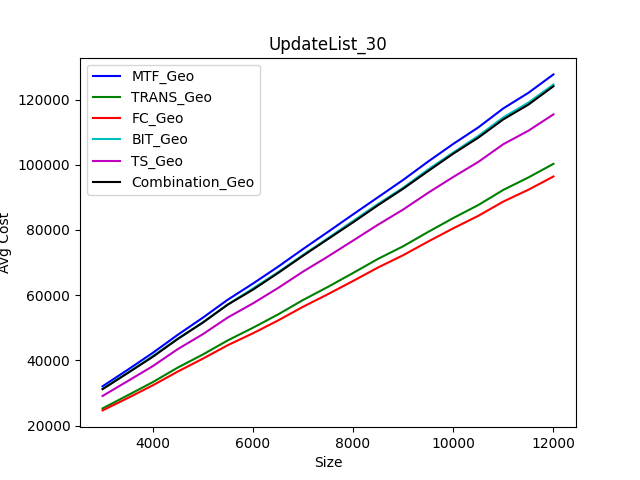 UpdateList_30
MTF_Geo
TRANS_Geo
FC_Geo
BIT_Geo
TS_Geo
Combination_Geo
Avg Cost
120000
100000
80000
60000
40000
20000
4000 6000 8000 10000 12000
Size